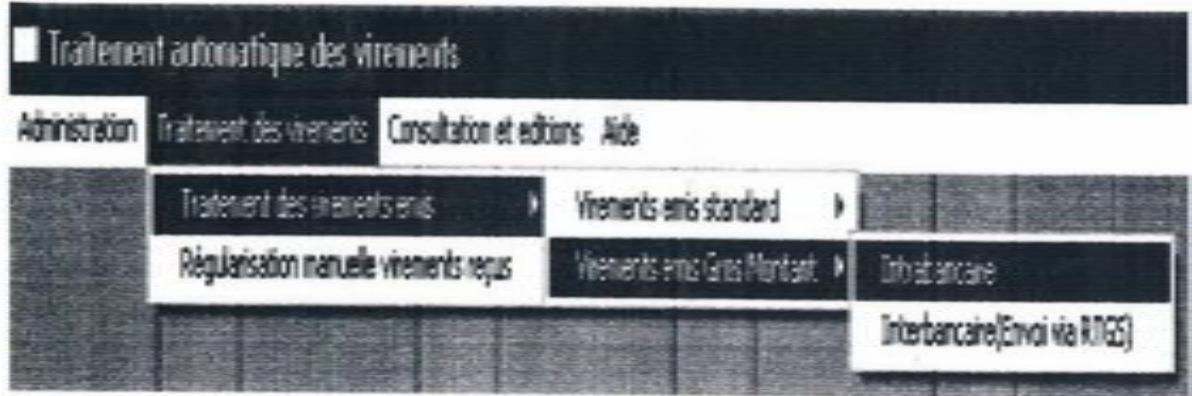 Traitement automatique des virements
Administration Traitement des virements Consultation et editions Aide
Traitement des virements emis Virements emis standard
Régularisation manuelle virements reçus Virements emis Gros Montant Intrabancaire
Interbancaire(Envoi via RTGS)